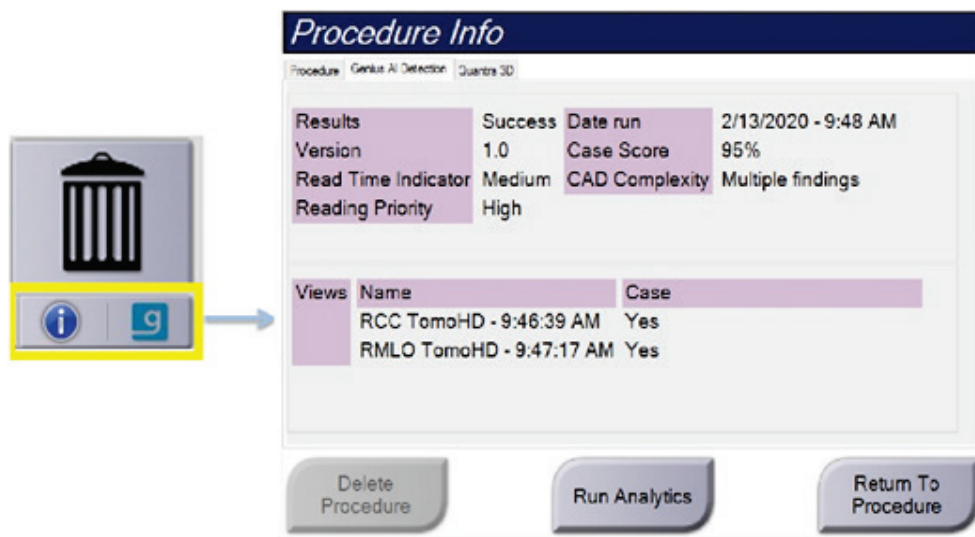 Procedure Info
Procedure Genius AI Detection Quantra 3D
Results Success Date run 2/13/2020 - 9:48 AM
Version 1.0 Case Score 95%
Read Time Indicator Medium CAD Complexity Multiple findings
Reading Priority High
i g
Views Name Case
RCC TomoHD - 9:46:39 AM Yes
RMLO TomoHD - 9:47:17 AM Yes
Delete
Procedure
Run Analytics
Return To
Procedure